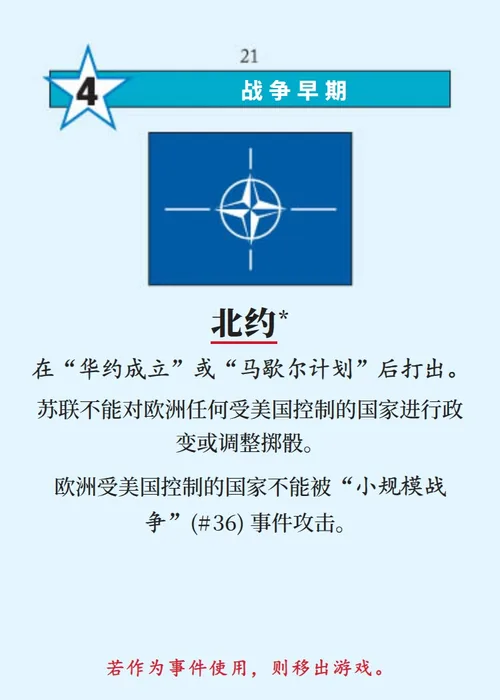 21
4
战争早期
北约*
在“华约成立”或“马歇尔计划”后打出。
苏联不能对欧洲任何受美国控制的国家进行政
变或调整掷骰。
欧洲受美国控制的国家不能被“小规模战
争”(#36) 事件攻击。
若作为事件使用，则移出游戏。